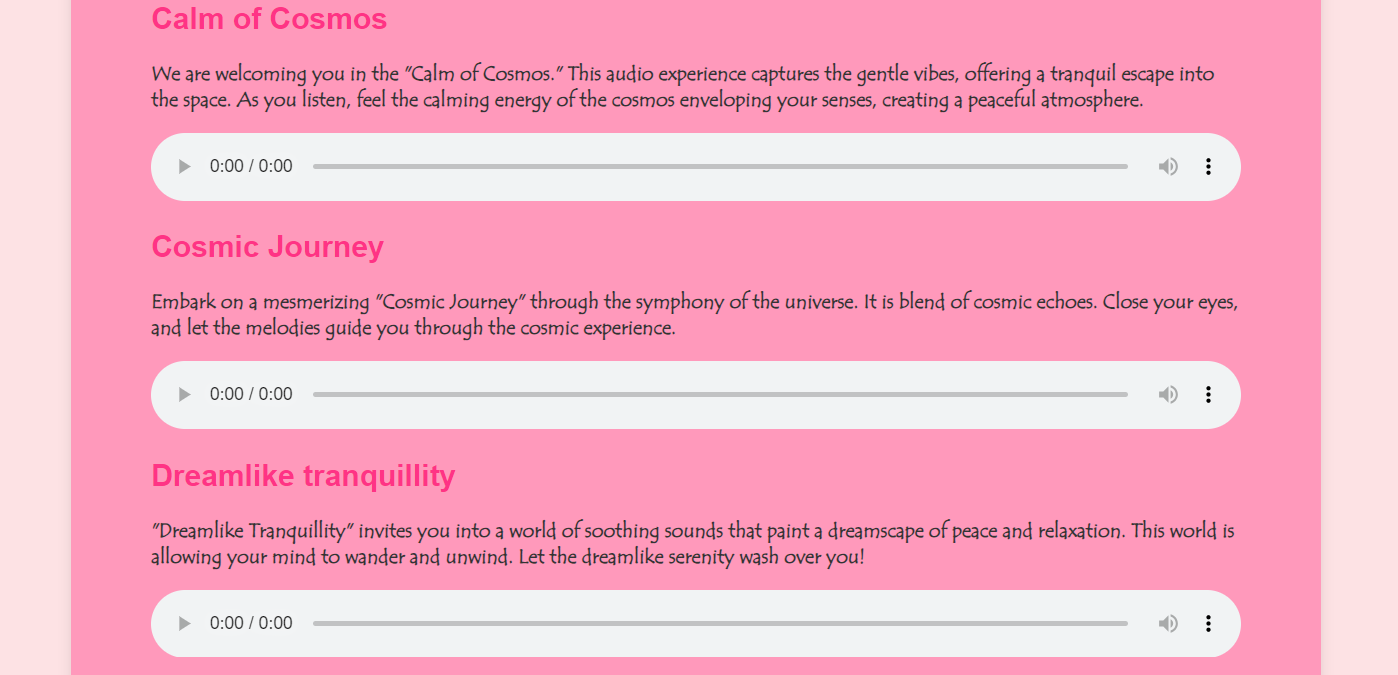 Calm of Cosmos
We are welcoming you in the "Calm of Cosmos." This audio experience captures the gentle vibes, offering a tranquil escape into
the space. As you listen, feel the calming energy of the cosmos enveloping your senses, creating a peaceful atmosphere.
0:00 / 0:00
Cosmic Journey
Embark on a mesmerizing "Cosmic Journey" through the symphony of the universe. It is blend of cosmic echoes. Close your eyes,
and let the melodies guide you through the cosmic experience.
0:00 / 0:00
Dreamlike tranquillity
"Dreamlike Tranquillity" invites you into a world of soothing sounds that paint a dreamscape of peace and relaxation. This world is
allowing your mind to wander and unwind. Let the dreamlike serenity wash over you!
0:00 / 0:00